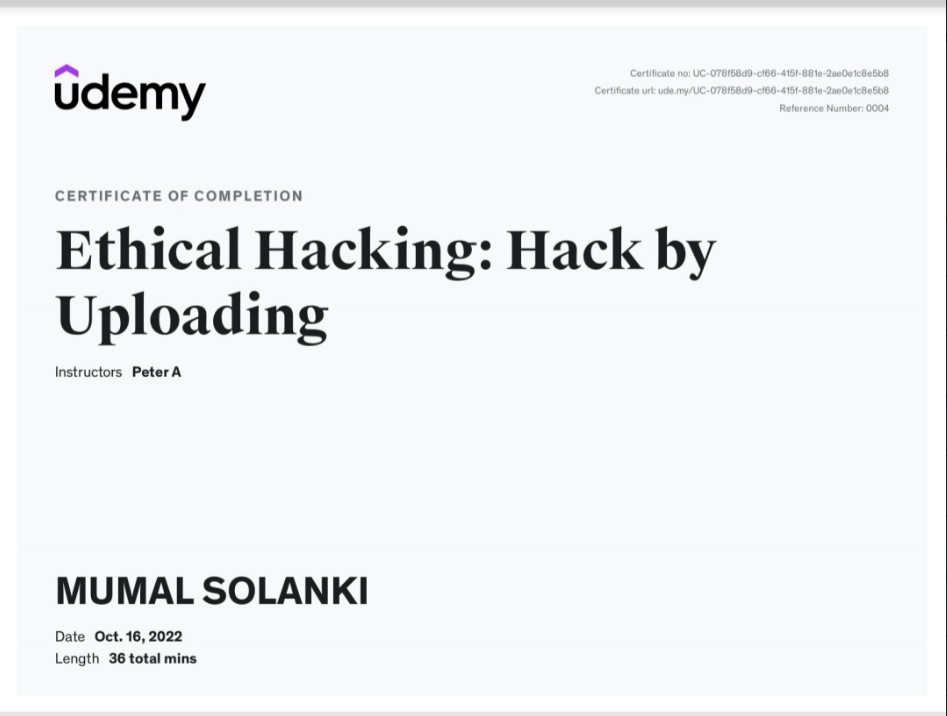 udemy
Certificate no: UC-078f58d9-cf66-415f-881e-2ae0e1c8e5b8
Certificate url: ude.my/UC-078f58d9-cf66-415f-881e-2ae0e1c8e5b8
Reference Number: 0004
CERTIFICATE OF COMPLETION
Ethical Hacking: Hack by
Uploading
Instructors Peter A
MUMAL SOLANKI
Date Oct. 16, 2022
Length 36 total mins